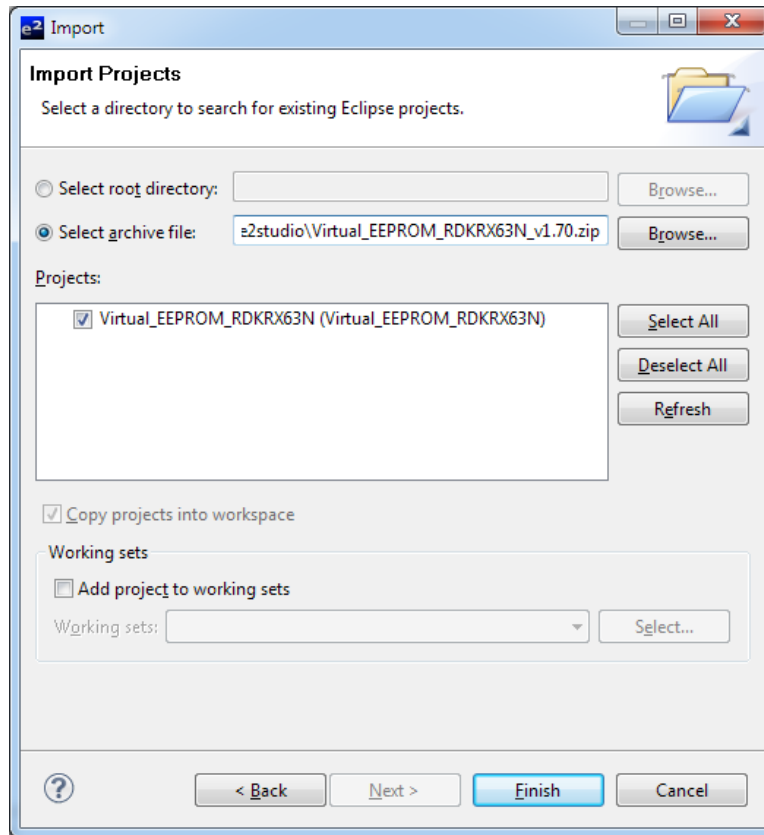 e² Import
Import Projects
Select a directory to search for existing Eclipse projects.
Select root directory: Browse...
Select archive file: e2studio\Virtual_EEPROM_RDKRX63N_v1.70.zip Browse...
Projects:
Virtual_EEPROM_RDKRX63N (Virtual_EEPROM_RDKRX63N) Select All
Deselect All
Refresh
Copy projects into workspace
Working sets
Add project to working sets
Working sets: Select...
? < Back Next > Finish Cancel